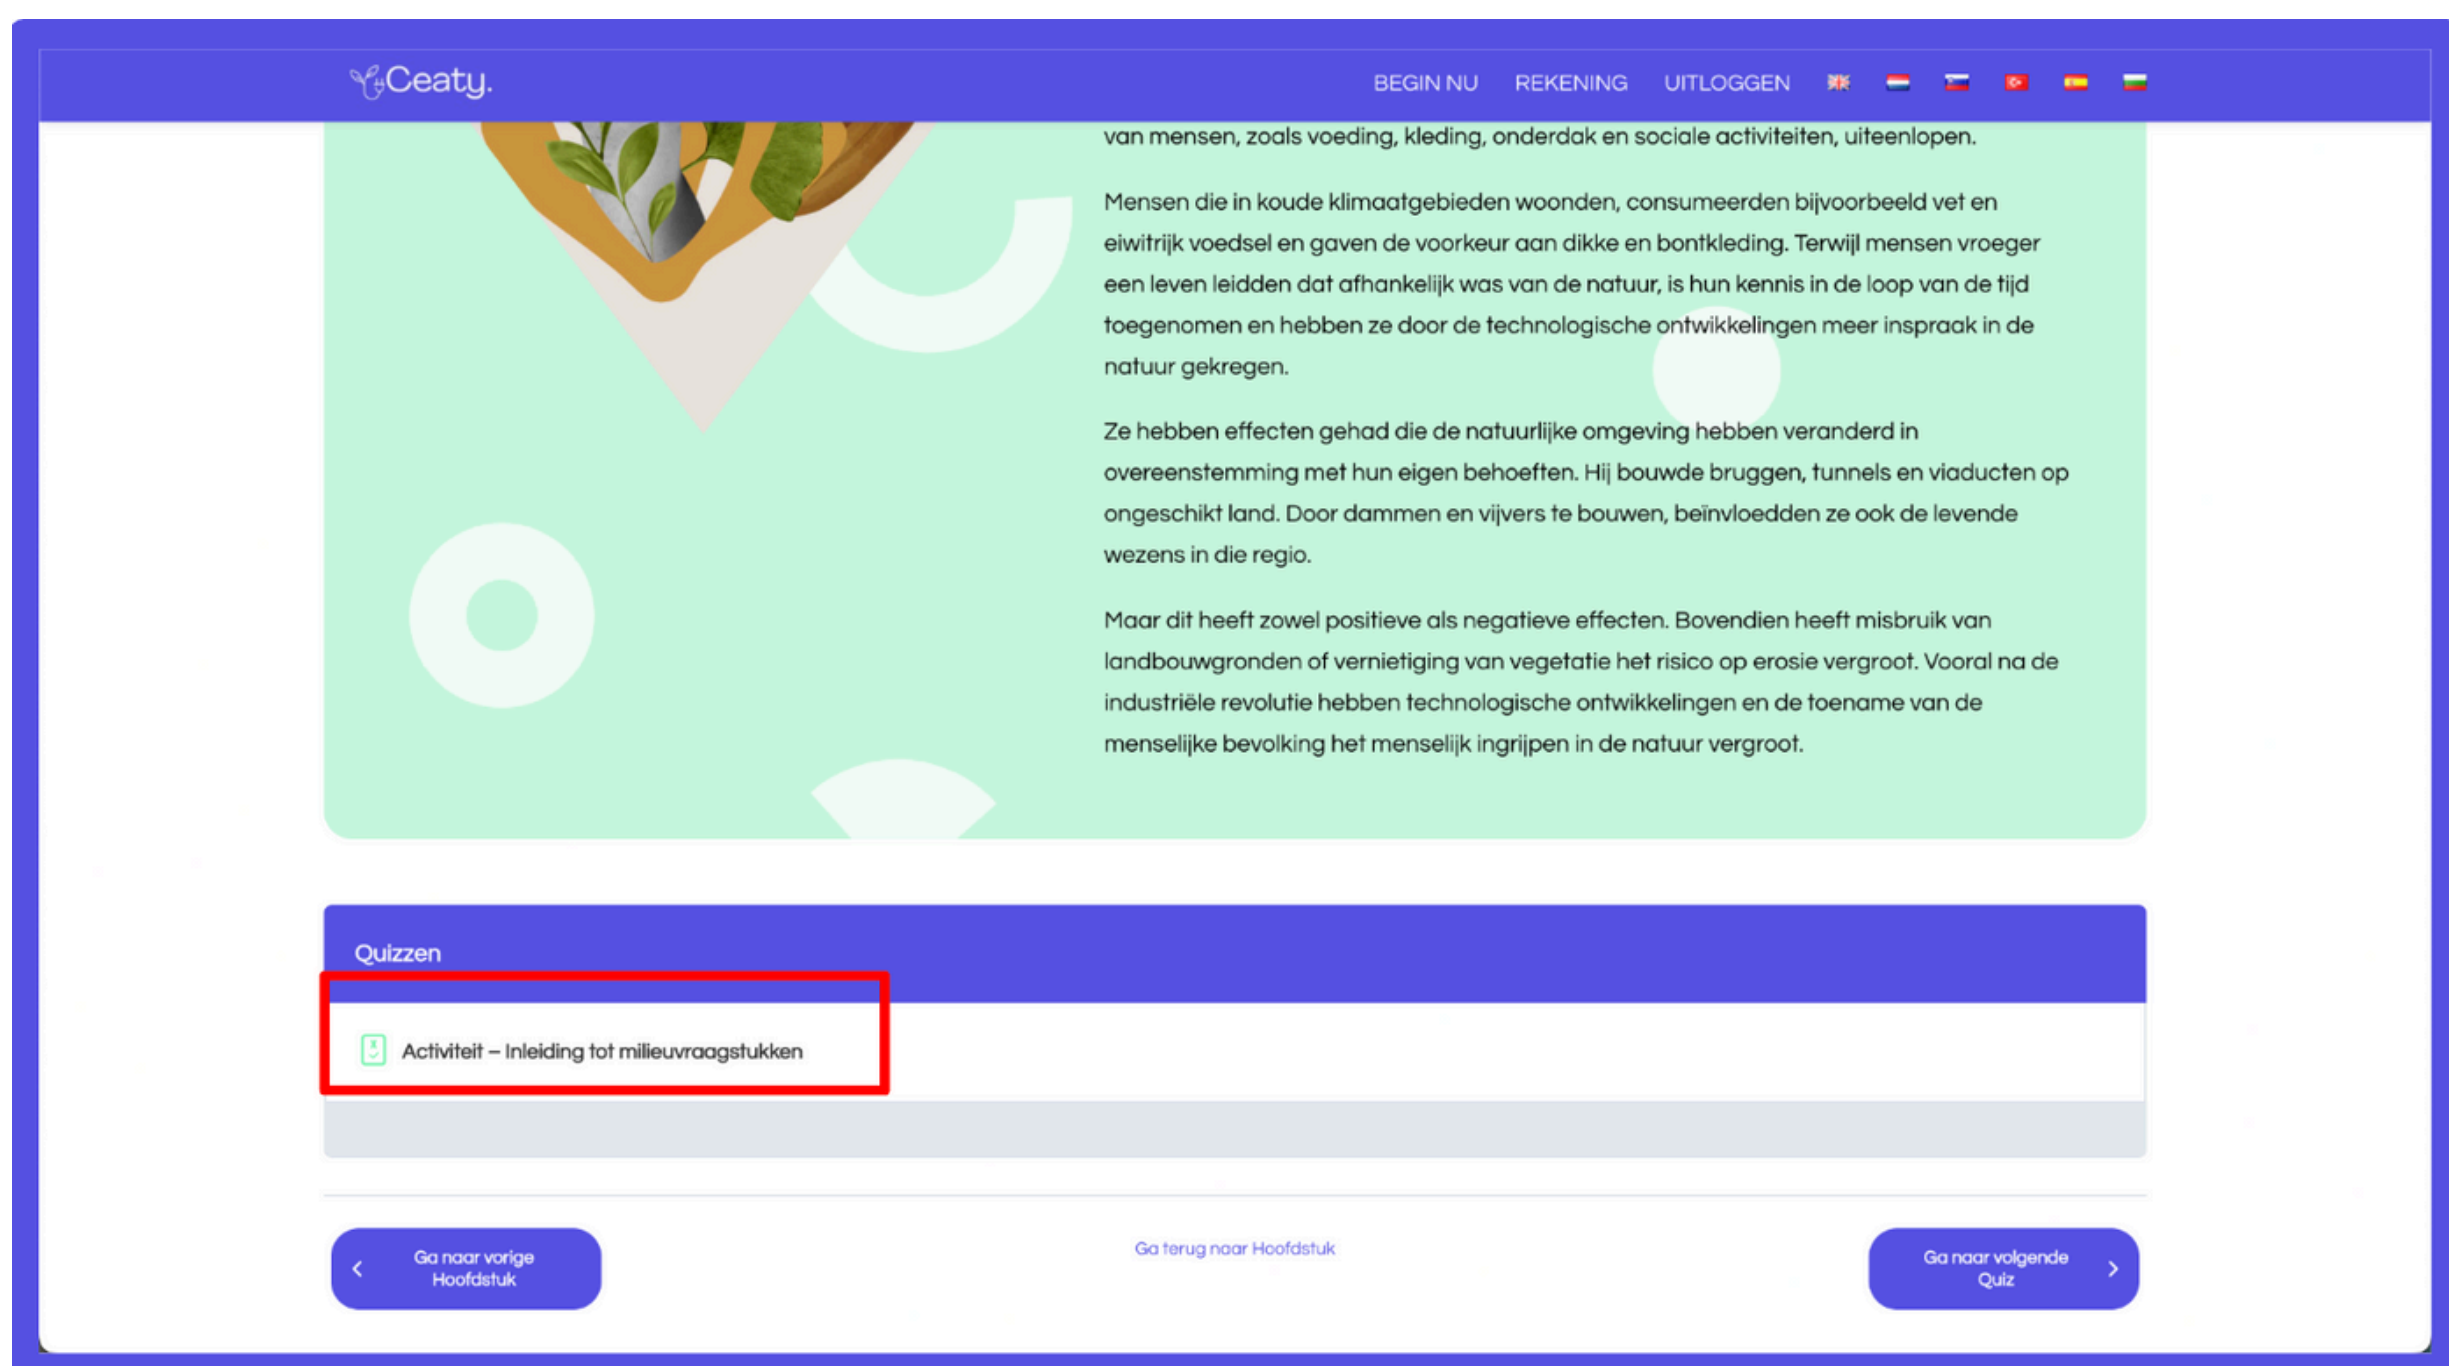 Ceaty.
BEGIN NU REKENING UITLOGGEN
van mensen, zoals voeding, kleding, onderdak en sociale activiteiten, uiteenlopen.
Mensen die in koude klimaatgebieden woonden, consumeerden bijvoorbeeld vet en
eiwitrijk voedsel en gaven de voorkeur aan dikke en bontkleding. Terwijl mensen vroeger
een leven leidden dat afhankelijk was van de natuur, is hun kennis in de loop van de tijd
toegenomen en hebben ze door de technologische ontwikkelingen meer inspraak in de
natuur gekregen.
Ze hebben effecten gehad die de natuurlijke omgeving hebben veranderd in
overeenstemming met hun eigen behoeften. Hij bouwde bruggen, tunnels en viaducten op
ongeschikt land. Door dammen en vijvers te bouwen, beïnvloedden ze ook de levende
wezens in die regio.
Maar dit heeft zowel positieve als negatieve effecten. Bovendien heeft misbruik van
landbouwgronden of vernietiging van vegetatie het risico op erosie vergroot. Vooral na de
industriële revolutie hebben technologische ontwikkelingen en de toename van de
menselijke bevolking het menselijk ingrijpen in de natuur vergroot.
Quizzen
Activiteit – Inleiding tot milieuvraagstukken
Ga naar vorige
Hoofdstuk
Ga terug naar Hoofdstuk
Ga naar volgende
Quiz